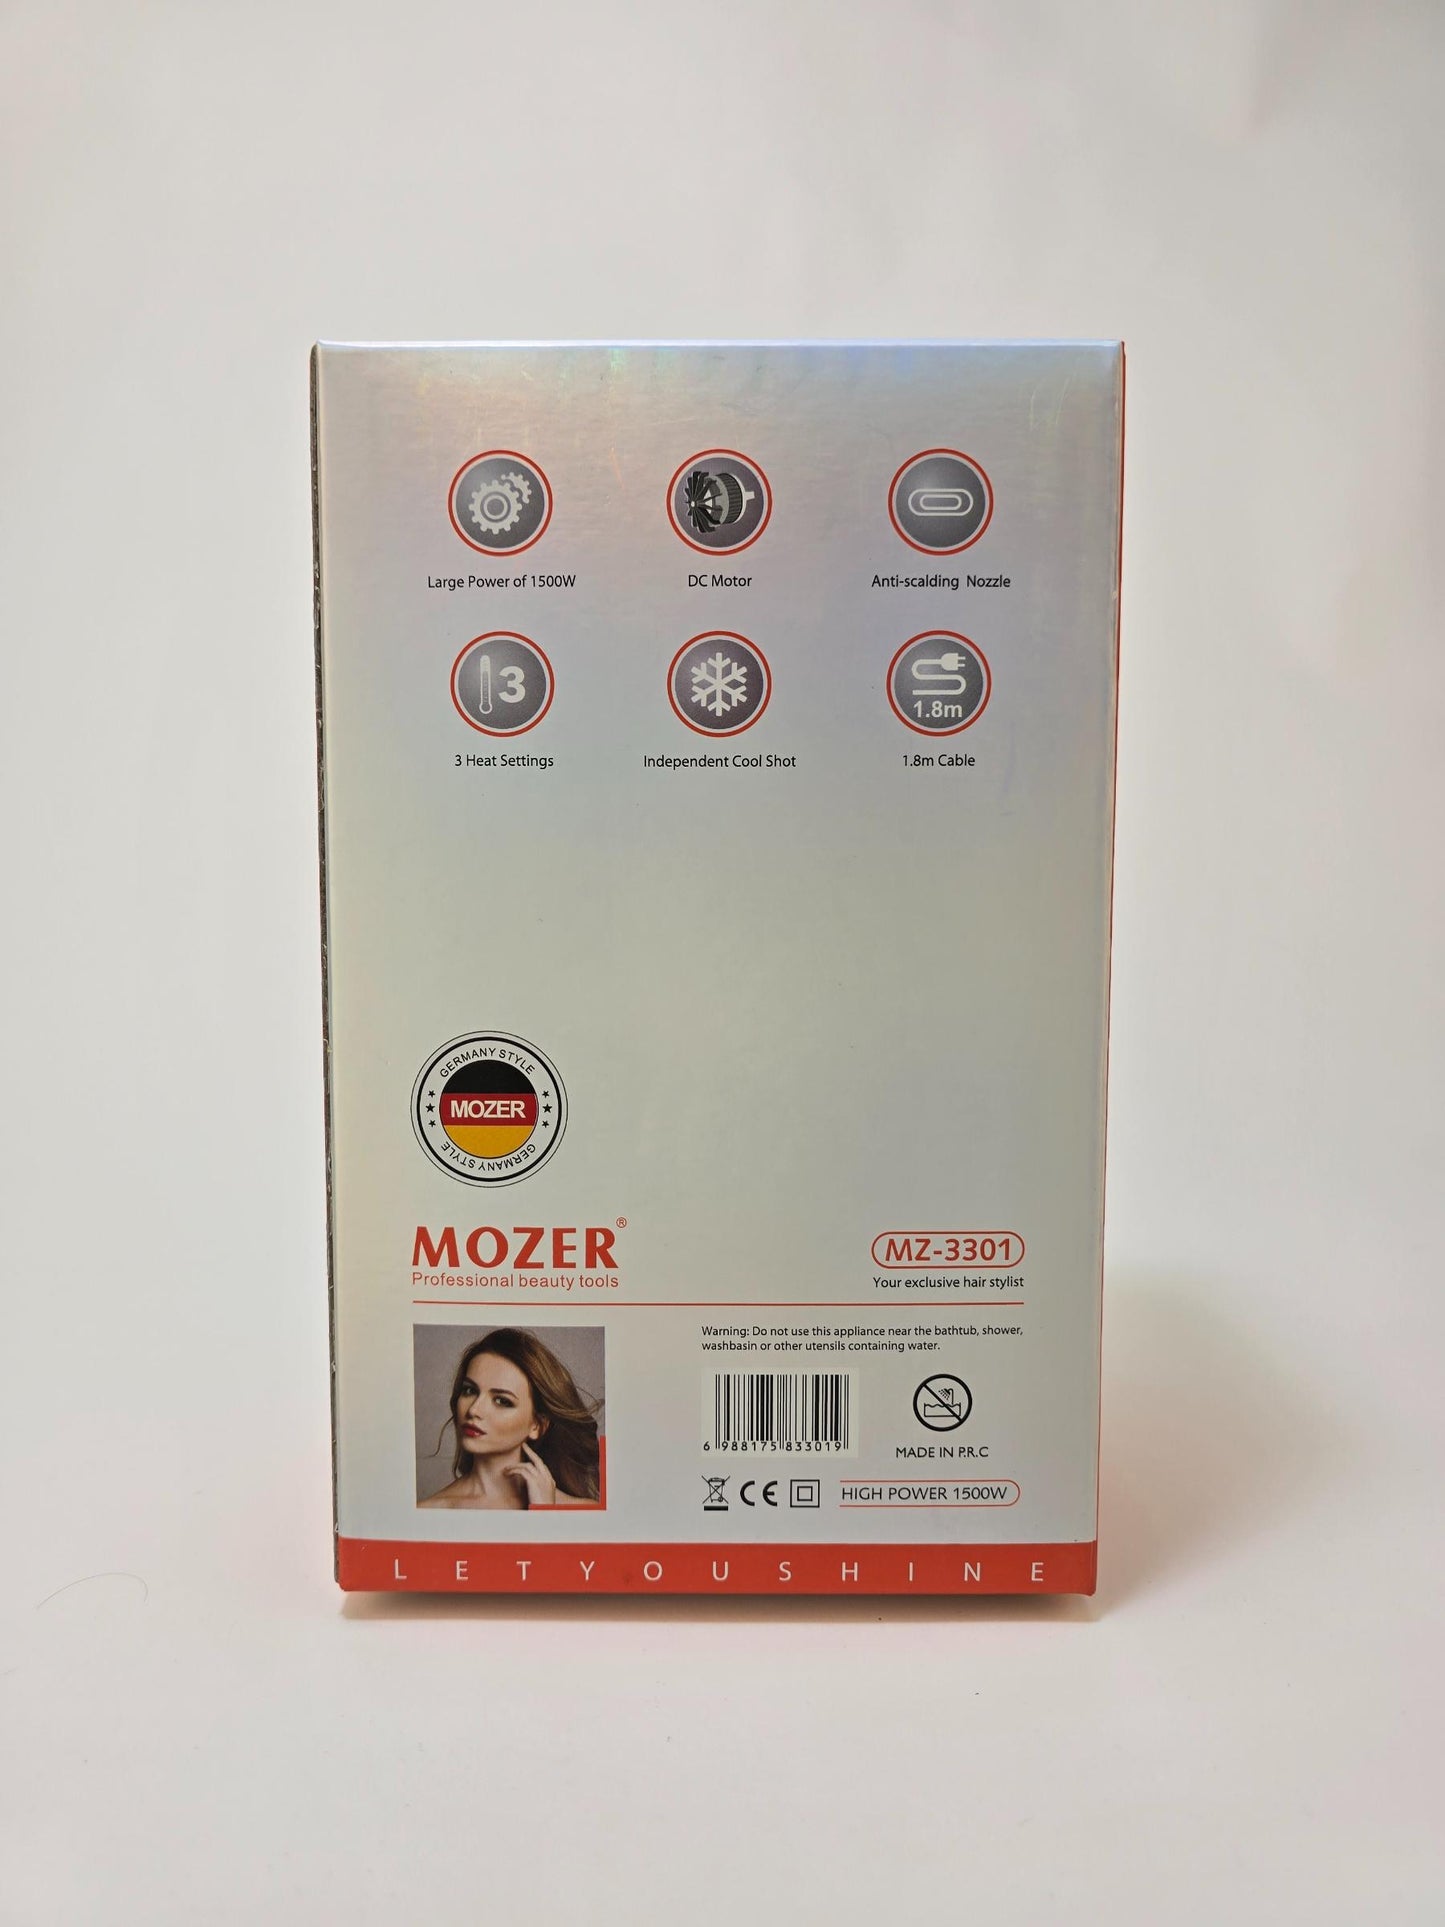 Large Power of 1500W
DC Motor
Anti-scalding Nozzle
3
1.8m
3 Heat Settings
Independent Cool Shot
1.8m Cable
GERMANY STYLE
MOZER
GERMANY STYLE
MOZER®
Professional beauty tools
MZ-3301
Your exclusive hair stylist
Warning: Do not use this appliance near the bathtub, shower,
washbasin or other utensils containing water.
6 988175 833019
MADE IN P.R.C
CE
HIGH POWER 1500W
L E T Y O U S H I N E